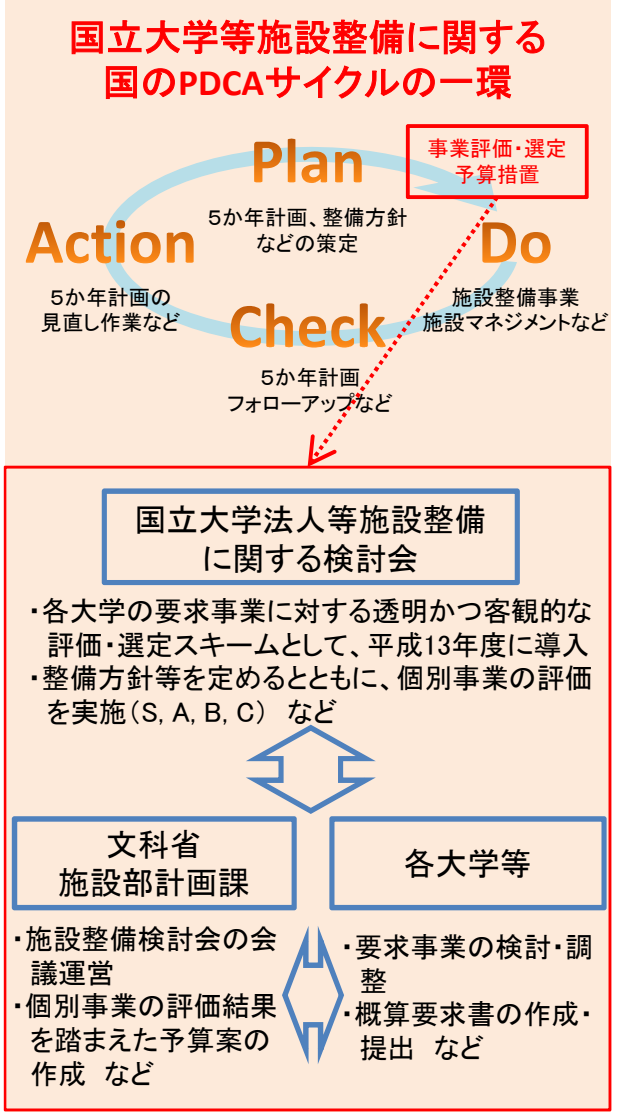 国立大学等施設整備に関する
国のPDCAサイクルの一環
事業評価・選定
予算措置
Plan
5か年計画、整備方針
などの策定
Action
5か年計画の
見直し作業など
Do
施設整備事業
施設マネジメントなど
Check
5か年計画
フォローアップなど
国立大学法人等施設整備
に関する検討会
・各大学の要求事業に対する透明かつ客観的な
評価・選定スキームとして、平成13年度に導入
・整備方針等を定めるとともに、個別事業の評価
を実施(S, A, B, C) など
文科省
施設部計画課
・施設整備検討会の会
議運営
・個別事業の評価結果
を踏まえた予算案の
作成 など
各大学等
・要求事業の検討・調
整
・概算要求書の作成・
提出 など